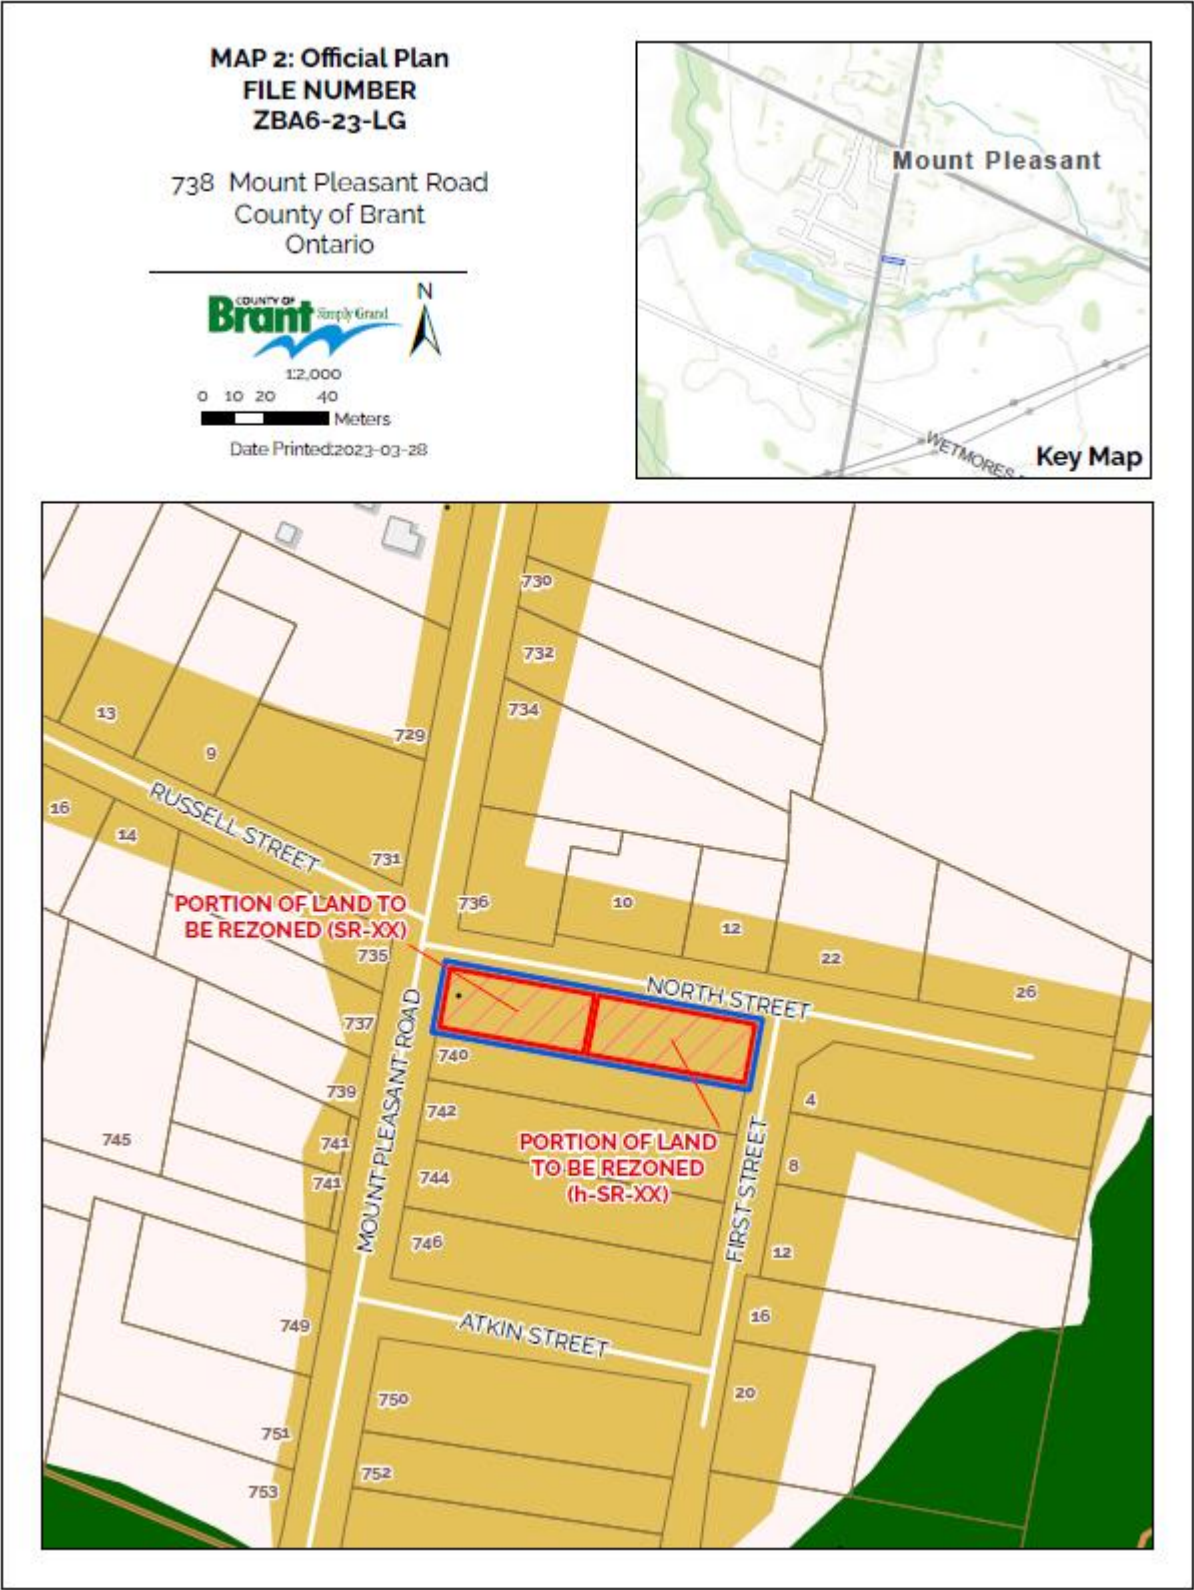 MAP 2: Official Plan
FILE NUMBER
ZBA6-23-LG
738 Mount Pleasant Road
County of Brant
Ontario
COUNTY OF
Brant Simply Grand
N
1:2,000
0 10 20 40
Meters
Date Printed:2023-03-28
Mount Pleasant
WETMORES
Key Map
730
732
734
13
729
9
16
RUSSELL STREET
14
731
PORTION OF LAND TO
BE REZONED (SR-XX)
736
10
12
22
735
26
NORTH STREET
737
MOUNT PLEASANT ROAD
740
739
742
4
745
741
PORTION OF LAND
TO BE REZONED
(h-SR-XX)
FIRST STREET
8
741
744
746
12
749
ATKIN STREET
16
750
20
751
752
753